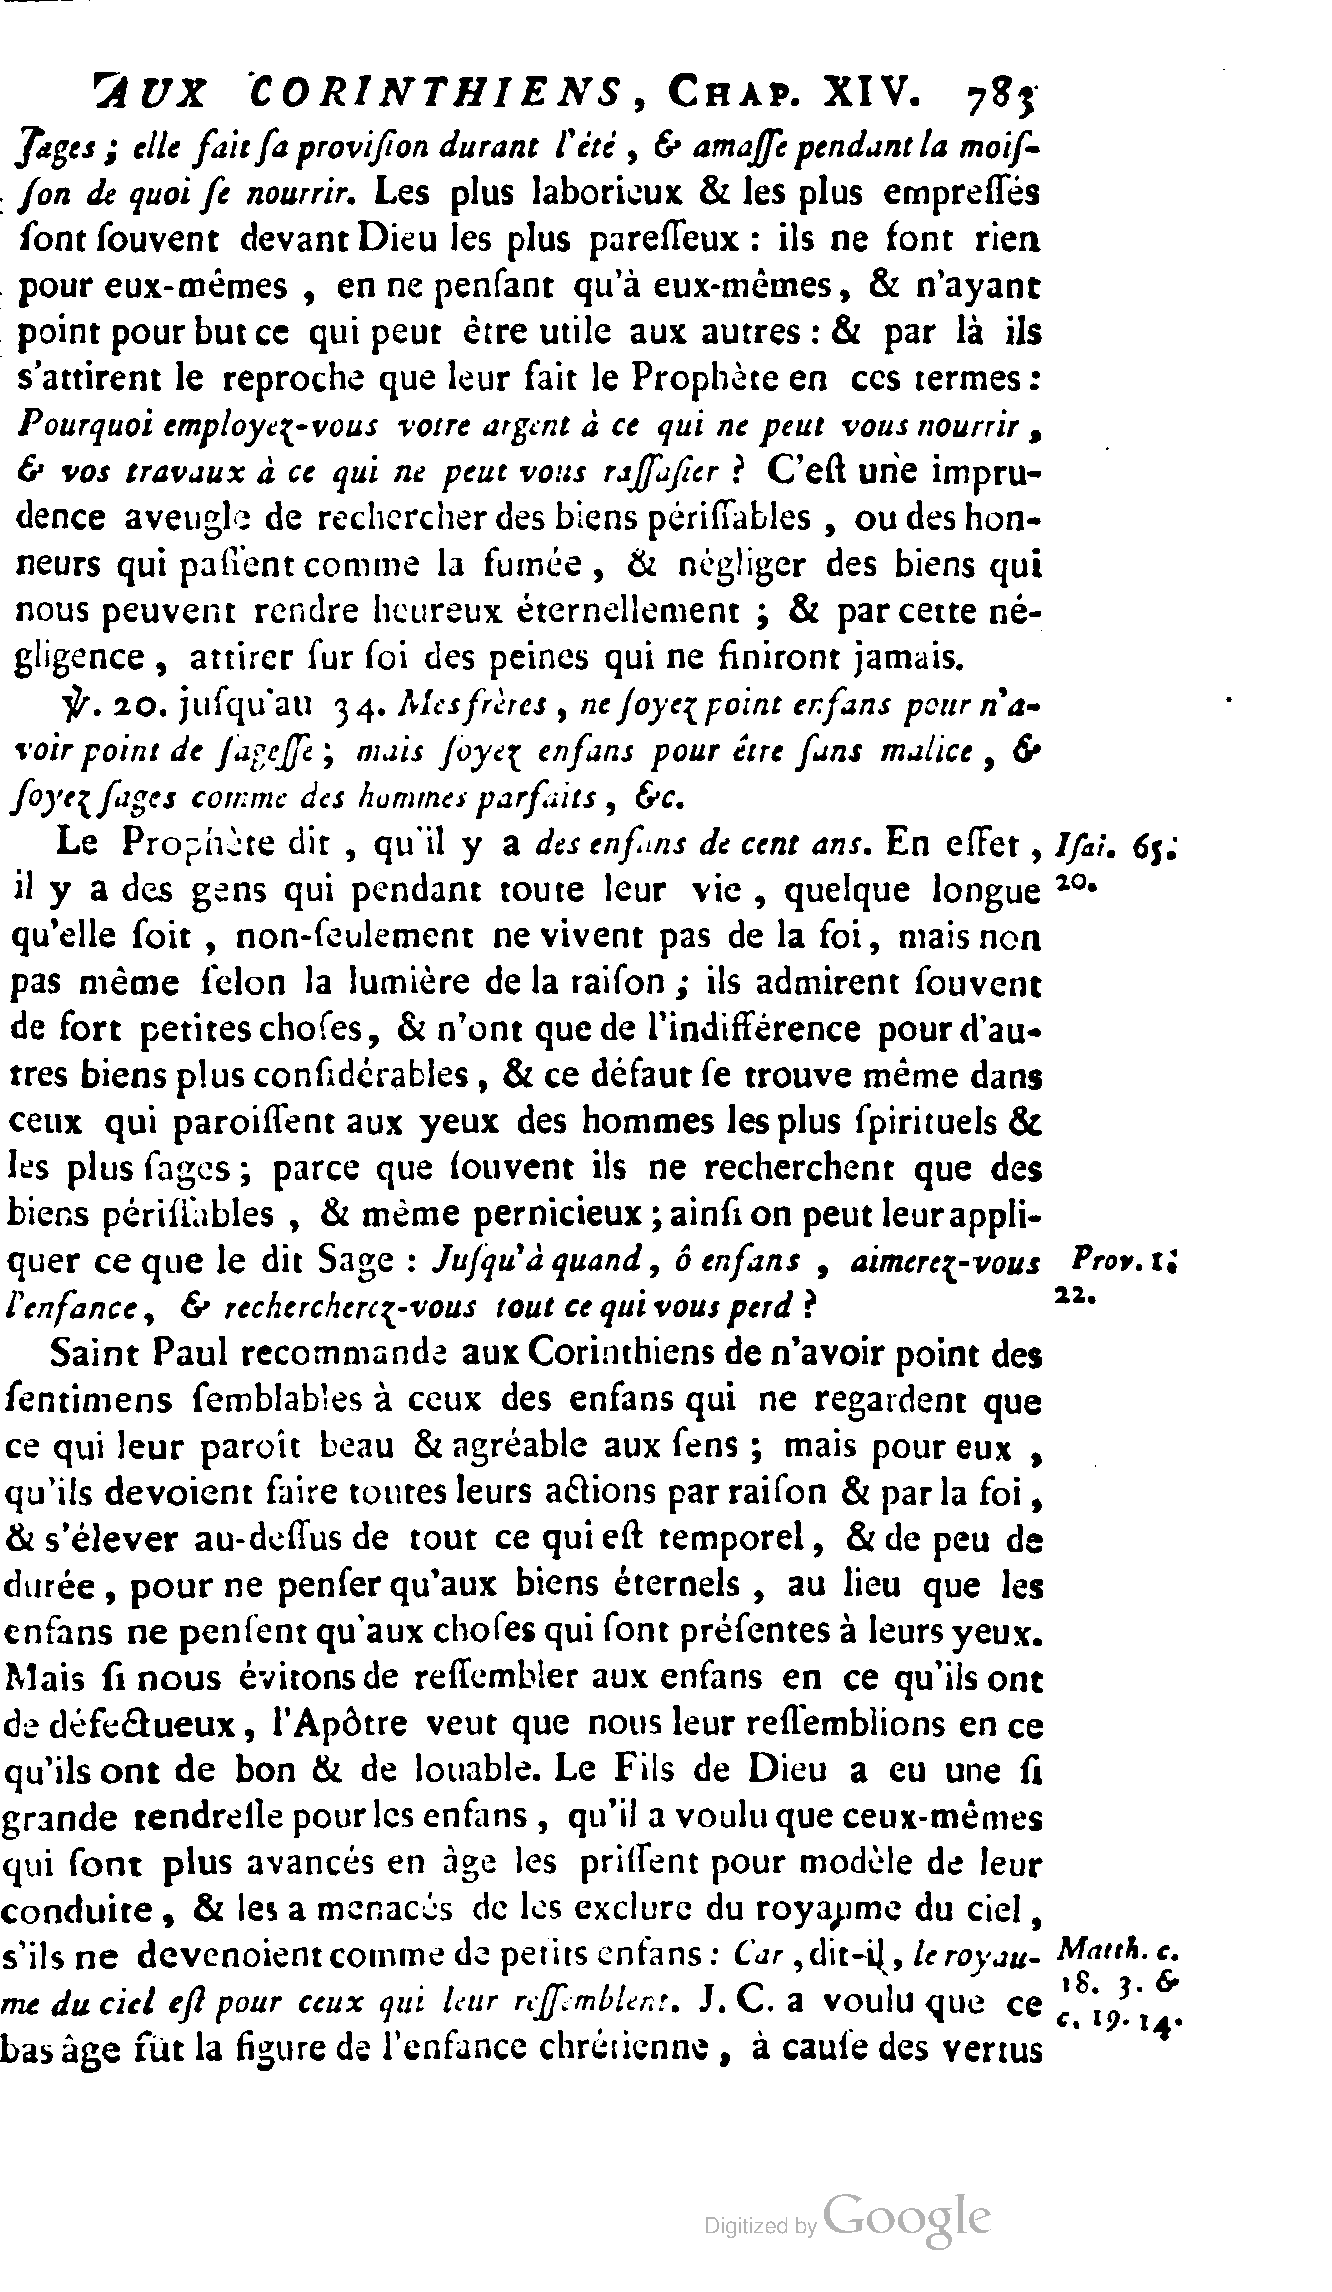 AUX CORINTHIENS, CHAP. XIV. 785
ſages ; elle fait ſa proviſion durant l'été , & amaſſe pendant la moiſ-
ſon de quoi ſe nourrir. Les plus laborieux & les plus empreſſés
ſont ſouvent devant Dieu les plus pareſſeux : ils ne font rien
pour eux-mêmes , en ne penſant qu'à eux-mêmes, & n'ayant
point pour but ce qui peut être utile aux autres : & par là ils
s'attirent le reproche que leur fait le Prophète en ces termes :
Pourquoi employez-vous votre argent à ce qui ne peut vous nourrir ,
& vos travaux à ce qui ne peut vous raſſaſier ? C'eſt une impru-
dence aveugle de rechercher des biens périſſables , ou des hon-
neurs qui paſſent comme la fumée , & négliger des biens qui
nous peuvent rendre heureux éternellement ; & par cette né-
gligence , attirer ſur ſoi des peines qui ne finiront jamais.
℣. 20. juſqu'au 34. Mes frères , ne ſoyez point enfans pour n'a-
voir point de ſageſſe ; mais ſoyez enfans pour être ſans malice , &
ſoyez ſages comme des hommes parfaits , &c.
Le Prophète dit , qu'il y a des enfans de cent ans. En effet , Iſai. 65.
il y a des gens qui pendant toute leur vie , quelque longue 20.
qu'elle ſoit , non-ſeulement ne vivent pas de la foi, mais non
pas même ſelon la lumière de la raiſon ; ils admirent ſouvent
de fort petites choſes, & n'ont que de l'indifférence pour d'au-
tres biens plus conſidérables , & ce défaut ſe trouve même dans
ceux qui paroiſſent aux yeux des hommes les plus ſpirituels &
les plus ſages ; parce que ſouvent ils ne recherchent que des
biens périſſables , & même pernicieux ; ainſi on peut leur appli-
quer ce que le dit Sage : Juſqu'à quand , ô enfans , aimerez-vous Prov. 1.
l'enfance , & rechercherez-vous tout ce qui vous perd ? 22.
Saint Paul recommande aux Corinthiens de n'avoir point des
ſentimens ſemblables à ceux des enfans qui ne regardent que
ce qui leur paroît beau & agréable aux ſens ; mais pour eux ,
qu'ils devoient faire toutes leurs actions par raiſon & par la foi ,
& s'élever au-deſſus de tout ce qui eſt temporel , & de peu de
durée , pour ne penſer qu'aux biens éternels , au lieu que les
enfans ne penſent qu'aux choſes qui ſont préſentes à leurs yeux.
Mais ſi nous évitons de reſſembler aux enfans en ce qu'ils ont
de défectueux , l'Apôtre veut que nous leur reſſemblions en ce
qu'ils ont de bon & de louable. Le Fils de Dieu a eu une ſi
grande tendreſſe pour les enfans , qu'il a voulu que ceux-mêmes
qui ſont plus avancés en âge les priſſent pour modèle de leur
conduite , & les a menacés de les exclure du royaume du ciel ,
s'ils ne devenoient comme de petits enfans : Car , dit-il , le royau- Matth. c.
me du ciel eſt pour ceux qui leur reſſemblent. J. C. a voulu que ce 18. 3. &
bas âge fût la figure de l'enfance chrétienne , à cauſe des vertus c. 19. 14.
Digitized by Google